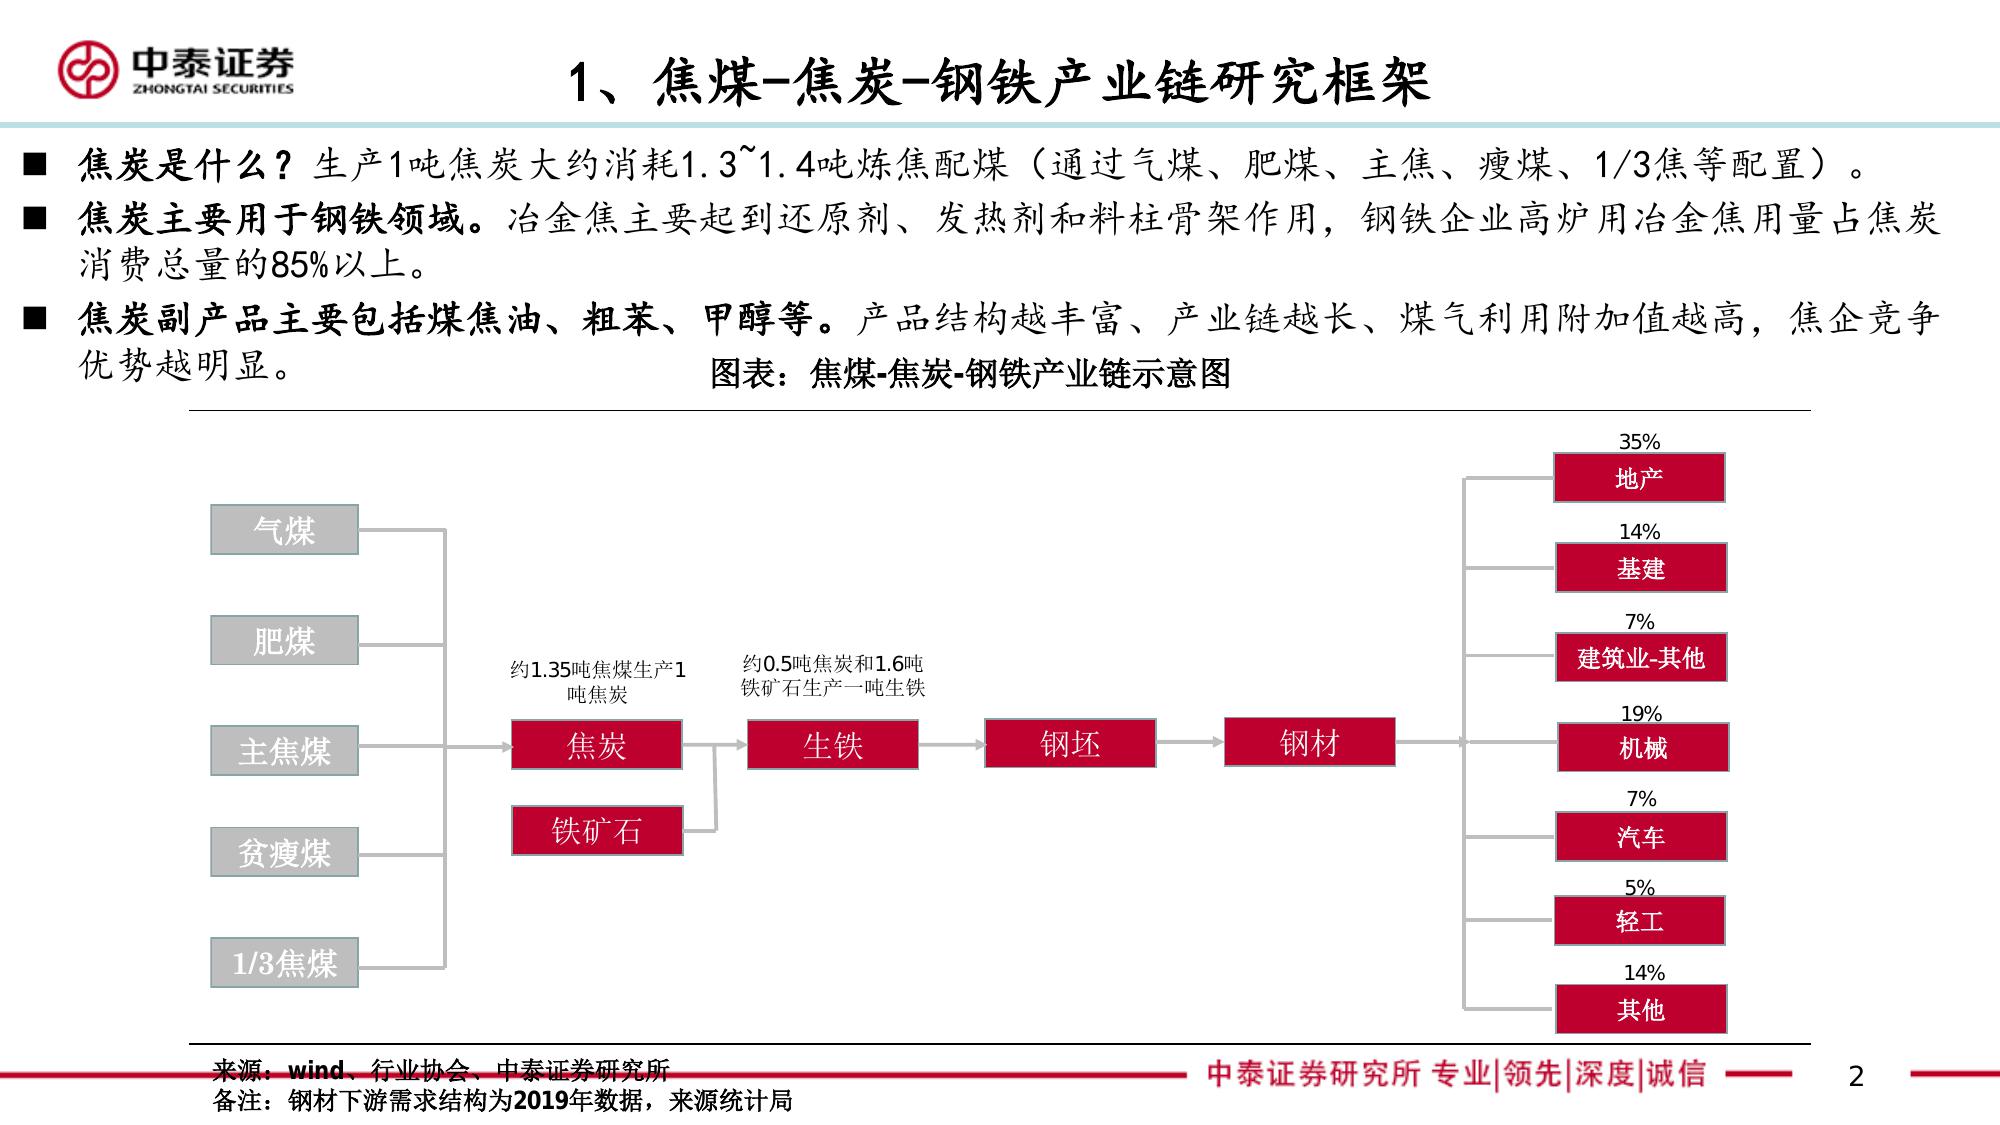 中泰证券
ZHONGTAI SECURITIES
1、焦煤-焦炭-钢铁产业链研究框架
■ 焦炭是什么？生产1吨焦炭大约消耗1.3~1.4吨炼焦配煤（通过气煤、肥煤、主焦、瘦煤、1/3焦等配置）。
■ 焦炭主要用于钢铁领域。冶金焦主要起到还原剂、发热剂和料柱骨架作用，钢铁企业高炉用冶金焦用量占焦炭
消费总量的85%以上。
■ 焦炭副产品主要包括煤焦油、粗苯、甲醇等。产品结构越丰富、产业链越长、煤气利用附加值越高，焦企竞争
优势越明显。
图表：焦煤-焦炭-钢铁产业链示意图
气煤
肥煤
主焦煤
贫瘦煤
1/3焦煤
约1.35吨焦煤生产1
吨焦炭
焦炭
铁矿石
约0.5吨焦炭和1.6吨
铁矿石生产一吨生铁
生铁
钢坯
钢材
35%
地产
14%
基建
7%
建筑业-其他
19%
机械
7%
汽车
5%
轻工
14%
其他
来源：wind、行业协会、中泰证券研究所
备注：钢材下游需求结构为2019年数据，来源统计局
中泰证券研究所 专业|领先|深度|诚信
2